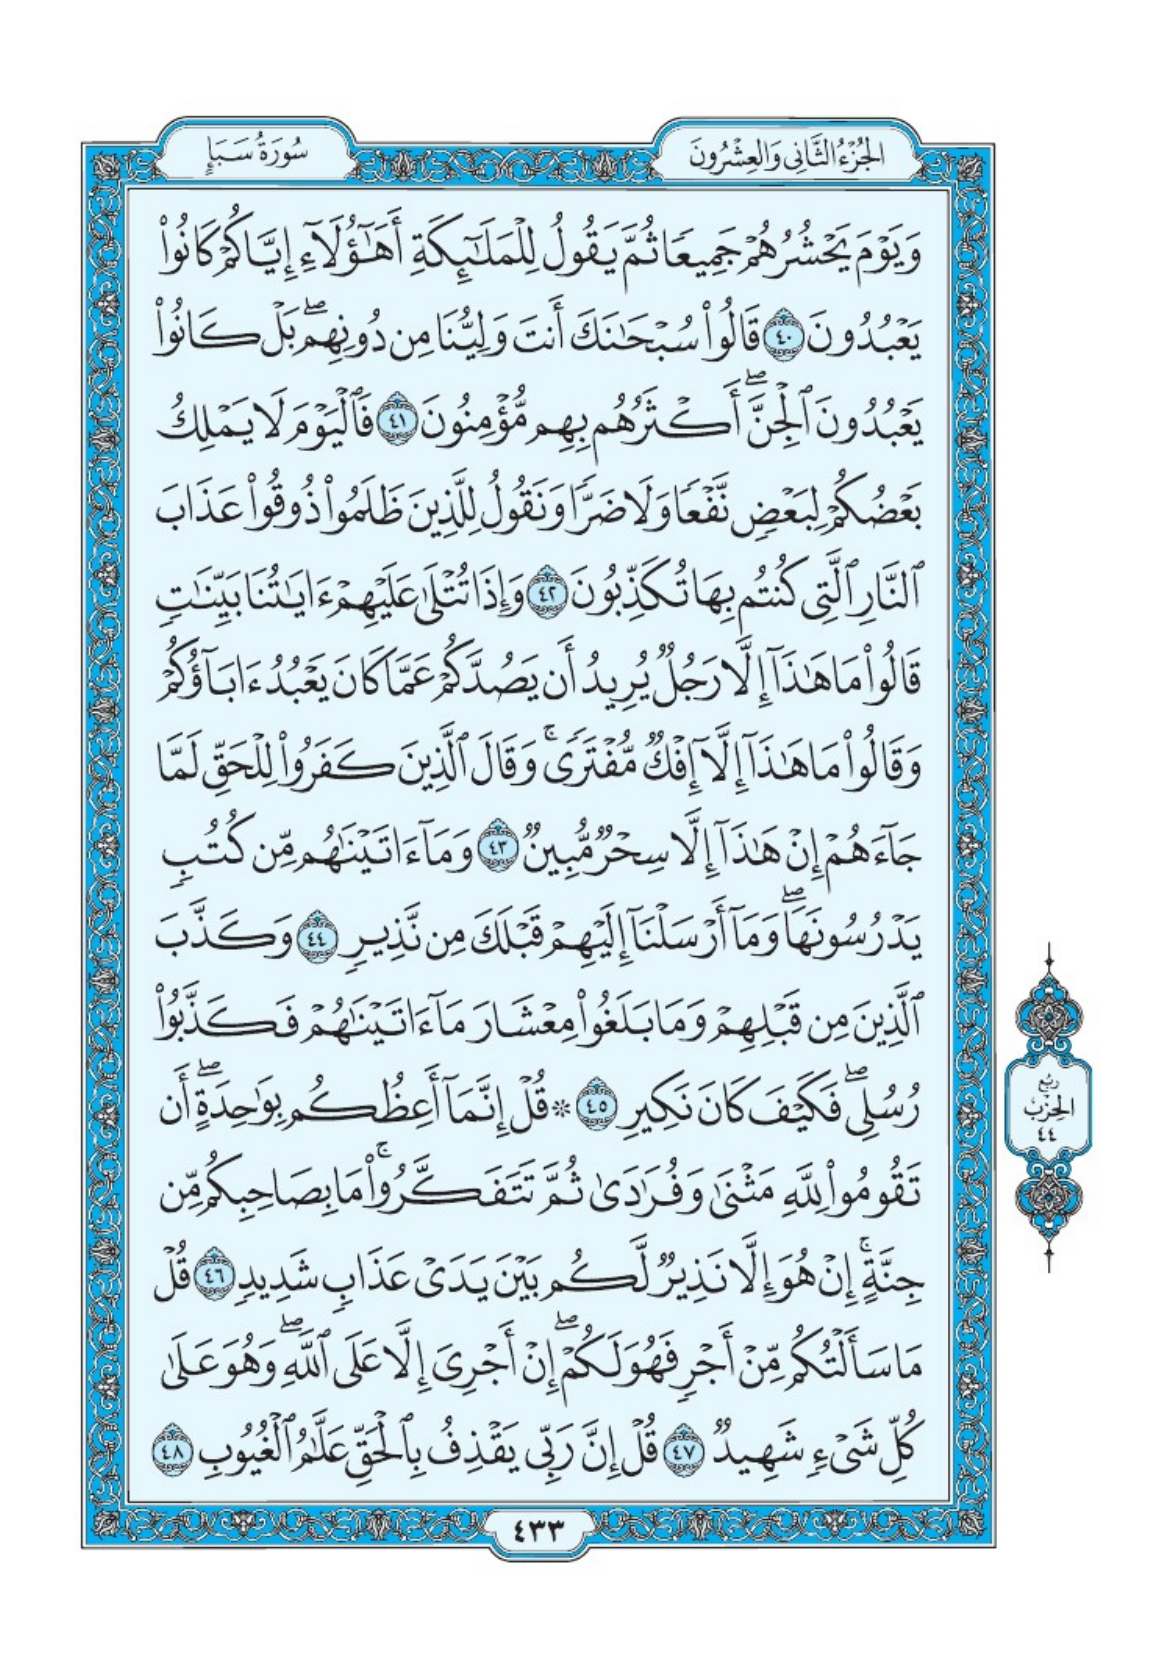 الجُزْءُ الثَّانِى وَالعِشْرُونَ
سُورَةُ سَبَإٍ
وَيَوْمَ يَحْشُرُهُمْ جَمِيعًا ثُمَّ يَقُولُ لِلْمَلَٰٓئِكَةِ أَهَٰٓؤُلَآءِ إِيَّاكُمْ كَانُوا۟
يَعْبُدُونَ ٤٠ قَالُوا۟ سُبْحَٰنَكَ أَنتَ وَلِيُّنَا مِن دُونِهِمۖ بَلْ كَانُوا۟
يَعْبُدُونَ ٱلْجِنَّۖ أَكْثَرُهُم بِهِم مُّؤْمِنُونَ ٤١ فَٱلْيَوْمَ لَا يَمْلِكُ
بَعْضُكُمْ لِبَعْضٍ نَّفْعًا وَلَا ضَرًّا وَنَقُولُ لِلَّذِينَ ظَلَمُوا۟ ذُوقُوا۟ عَذَابَ
ٱلنَّارِ ٱلَّتِى كُنتُم بِهَا تُكَذِّبُونَ ٤٢ وَإِذَا تُتْلَىٰ عَلَيْهِمْ ءَايَٰتُنَا بَيِّنَٰتٍ
قَالُوا۟ مَا هَٰذَآ إِلَّا رَجُلٌ يُرِيدُ أَن يَصُدَّكُمْ عَمَّا كَانَ يَعْبُدُ ءَابَآؤُكُمْ
وَقَالُوا۟ مَا هَٰذَآ إِلَّآ إِفْكٌ مُّفْتَرًىۚ وَقَالَ ٱلَّذِينَ كَفَرُوا۟ لِلْحَقِّ لَمَّا
جَآءَهُمْ إِنْ هَٰذَآ إِلَّا سِحْرٌ مُّبِينٌ ٤٣ وَمَآ ءَاتَيْنَٰهُم مِّن كُتُبٍ
يَدْرُسُونَهَاۖ وَمَآ أَرْسَلْنَآ إِلَيْهِمْ قَبْلَكَ مِن نَّذِيرٍ ٤٤ وَكَذَّبَ
ٱلَّذِينَ مِن قَبْلِهِمْ وَمَا بَلَغُوا۟ مِعْشَارَ مَآ ءَاتَيْنَٰهُمْ فَكَذَّبُوا۟
رُسُلِىۖ فَكَيْفَ كَانَ نَكِيرِ ٤٥ ۞ قُلْ إِنَّمَآ أَعِظُكُم بِوَٰحِدَةٍۖ أَن
تَقُومُوا۟ لِلَّهِ مَثْنَىٰ وَفُرَٰدَىٰ ثُمَّ تَتَفَكَّرُوا۟ۚ مَا بِصَاحِبِكُم مِّن
جِنَّةٍۚ إِنْ هُوَ إِلَّا نَذِيرٌ لَّكُم بَيْنَ يَدَىْ عَذَابٍ شَدِيدٍ ٤٦ قُلْ
مَا سَأَلْتُكُم مِّنْ أَجْرٍ فَهُوَ لَكُمْۖ إِنْ أَجْرِىَ إِلَّا عَلَى ٱللَّهِۖ وَهُوَ عَلَىٰ
كُلِّ شَىْءٍ شَهِيدٌ ٤٧ قُلْ إِنَّ رَبِّى يَقْذِفُ بِٱلْحَقِّ عَلَّٰمُ ٱلْغُيُوبِ ٤٨
رُبْع
الحِزْب
٤٤
٤٣٣